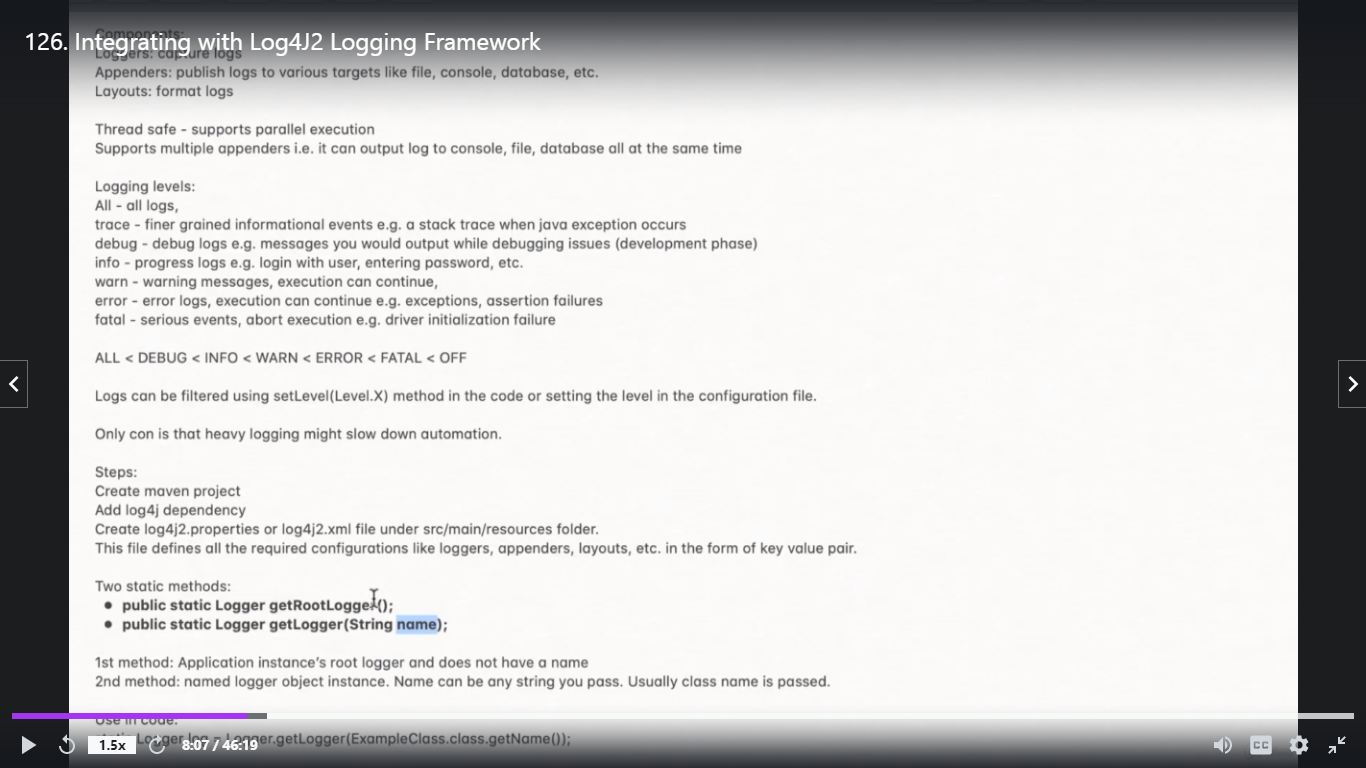 Components:
126. Integrating with Log4J2 Logging Framework
Loggers: capture logs
Appenders: publish logs to various targets like file, console, database, etc.
Layouts: format logs
Thread safe - supports parallel execution
Supports multiple appenders i.e. it can output log to console, file, database all at the same time
Logging levels:
All - all logs,
trace - finer grained informational events e.g. a stack trace when java exception occurs
debug - debug logs e.g. messages you would output while debugging issues (development phase)
info - progress logs e.g. login with user, entering password, etc.
warn - warning messages, execution can continue,
error - error logs, execution can continue e.g. exceptions, assertion failures
fatal - serious events, abort execution e.g. driver initialization failure
ALL < DEBUG < INFO < WARN < ERROR < FATAL < OFF
Logs can be filtered using setLevel(Level.X) method in the code or setting the level in the configuration file.
Only con is that heavy logging might slow down automation.
Steps:
Create maven project
Add log4j dependency
Create log4j2.properties or log4j2.xml file under src/main/resources folder.
This file defines all the required configurations like loggers, appenders, layouts, etc. in the form of key value pair.
Two static methods:
• public static Logger getRootLogger();
• public static Logger getLogger(String name);
1st method: Application instance's root logger and does not have a name
2nd method: named logger object instance. Name can be any string you pass. Usually class name is passed.
Use in code:
static Logger log = Logger.getLogger(ExampleClass.class.getName());
1.5x 8:07 / 46:19 CC